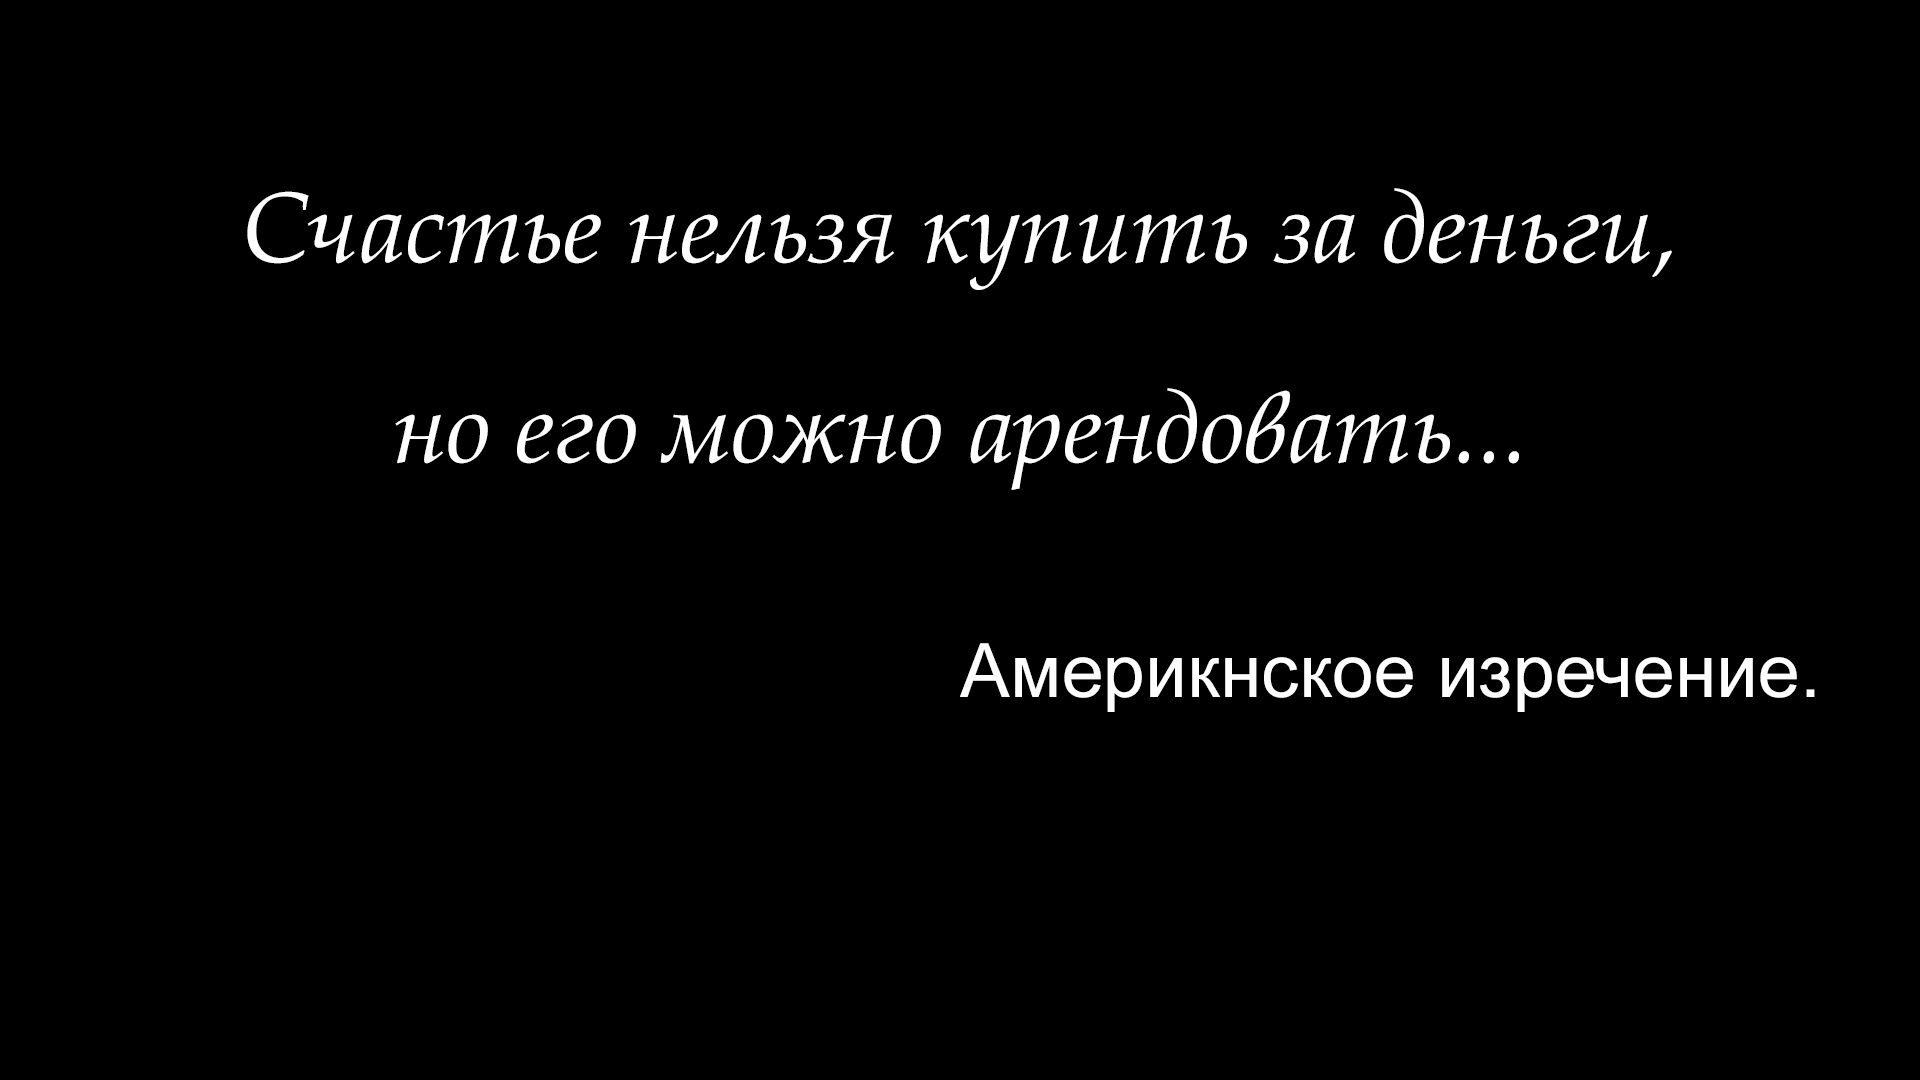 Счастье нельзя купить за деньги,
но его можно арендовать...
Америкнское изречение.